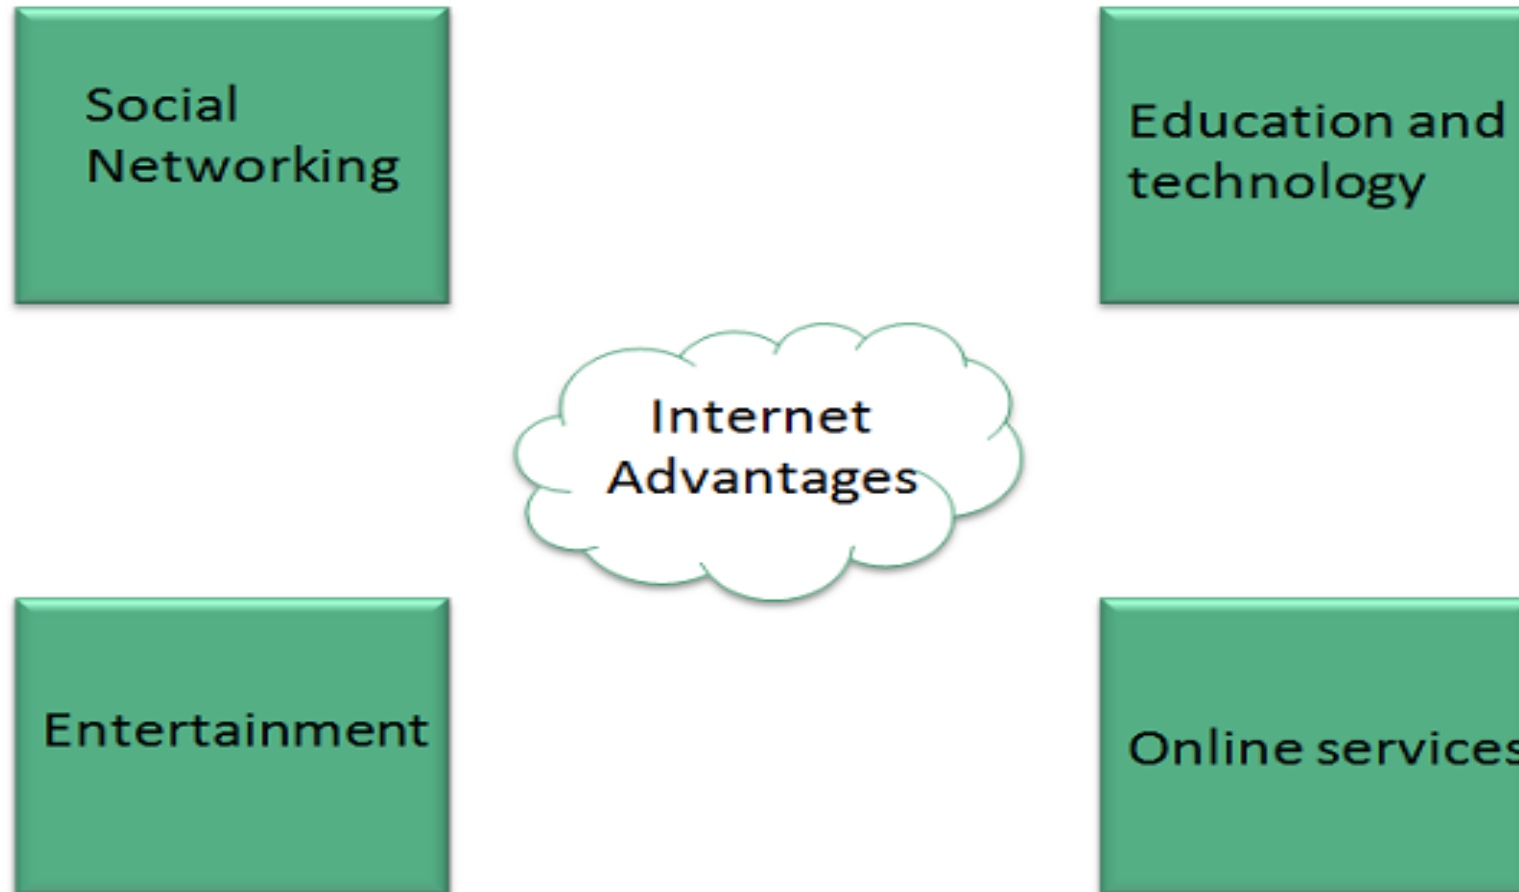 Social
Networking
Education and
technology
Internet
Advantages
Entertainment
Online services